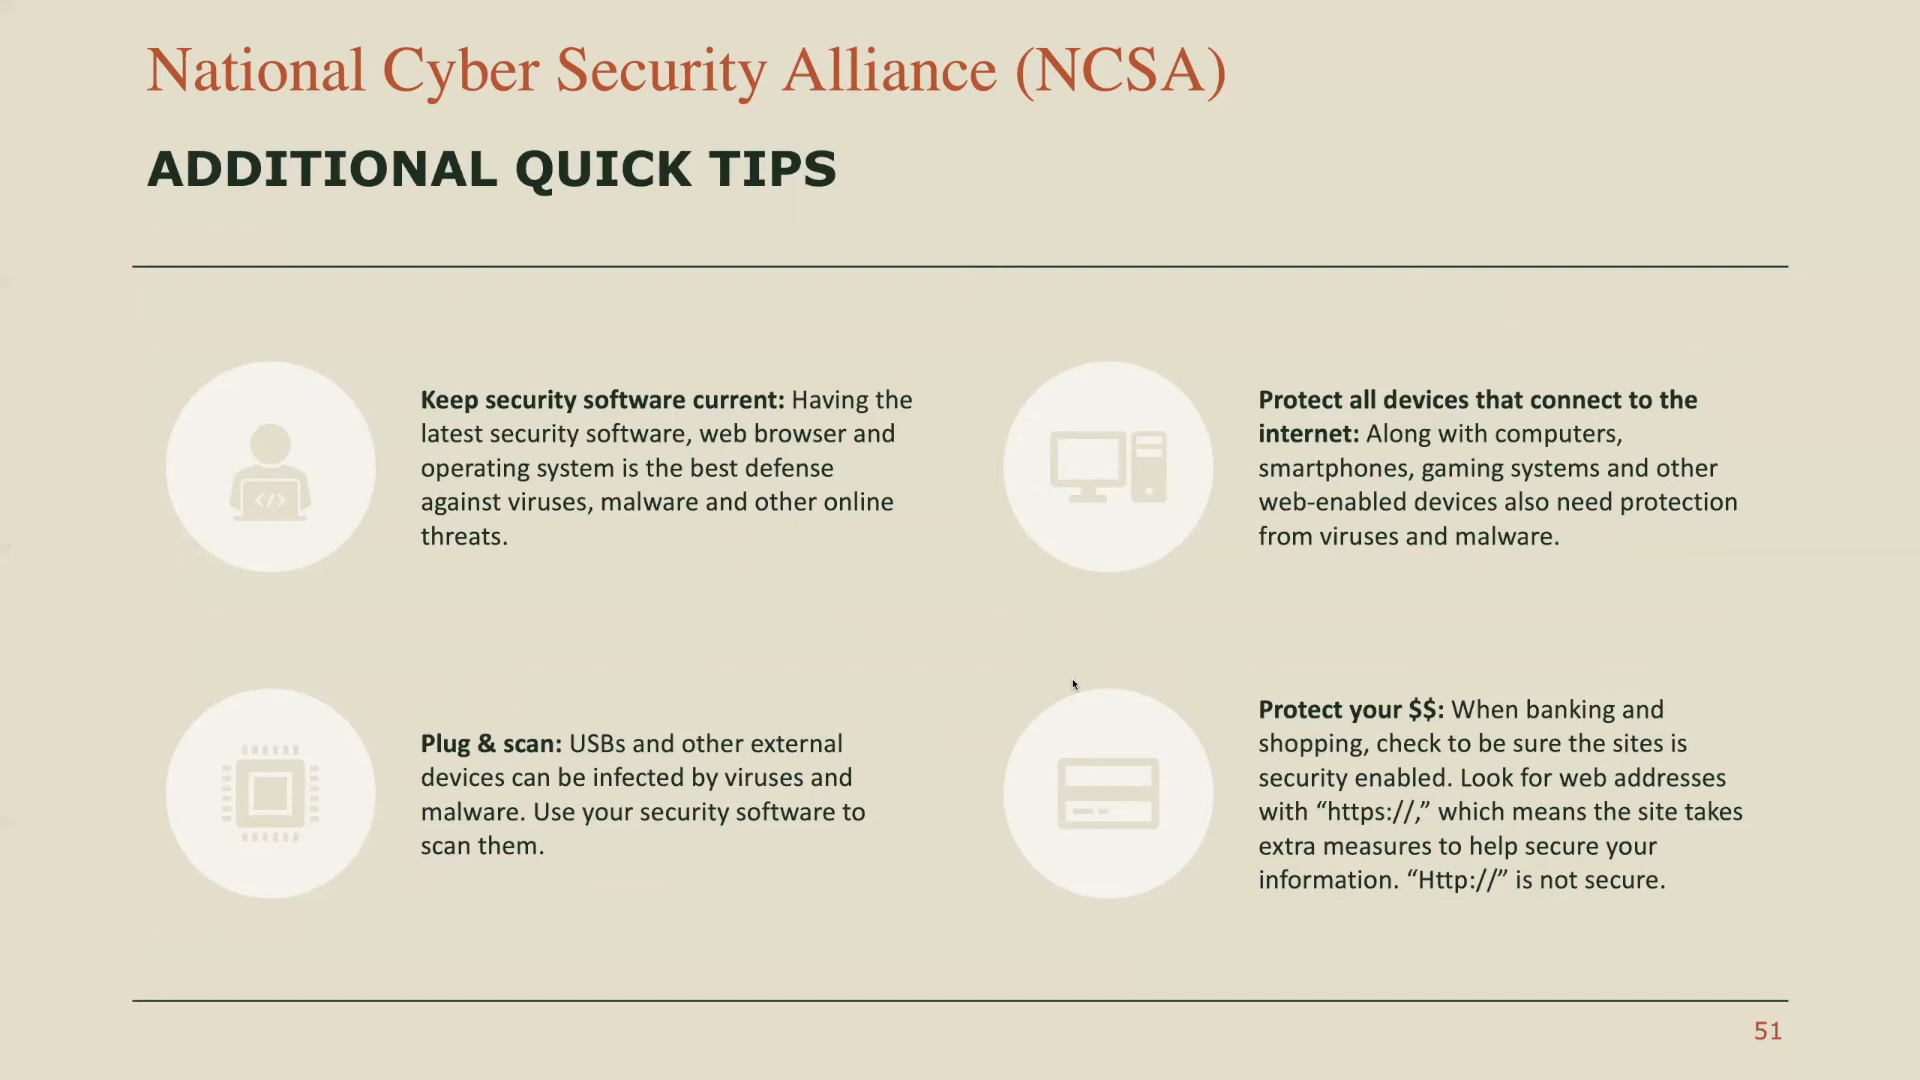 National Cyber Security Alliance (NCSA)
ADDITIONAL QUICK TIPS
Keep security software current: Having the
latest security software, web browser and
operating system is the best defense
against viruses, malware and other online
threats.
Protect all devices that connect to the
internet: Along with computers,
smartphones, gaming systems and other
web-enabled devices also need protection
from viruses and malware.
Plug & scan: USBs and other external
devices can be infected by viruses and
malware. Use your security software to
scan them.
Protect your $$: When banking and
shopping, check to be sure the sites is
security enabled. Look for web addresses
with “https://,” which means the site takes
extra measures to help secure your
information. “Http://” is not secure.
51